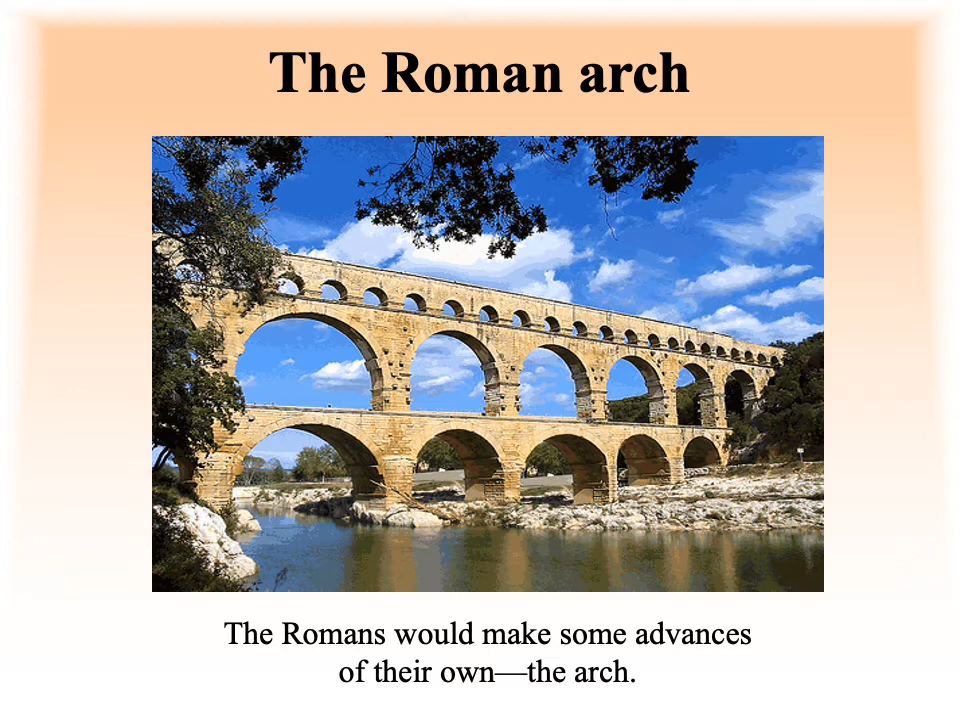 The Roman arch
The Romans would make some advances
of their own—the arch.